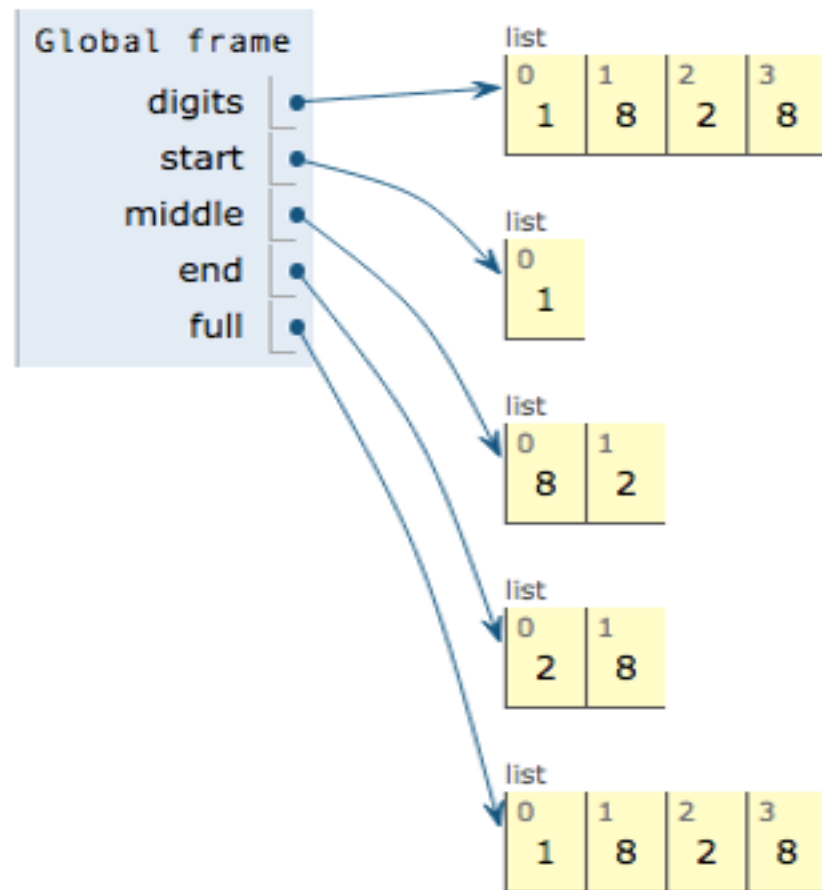 Global frame
digits
start
middle
end
full
list
0 1 2 3
1 8 2 8
list
0
1
list
0 1
8 2
list
0 1
2 8
list
0 1 2 3
1 8 2 8